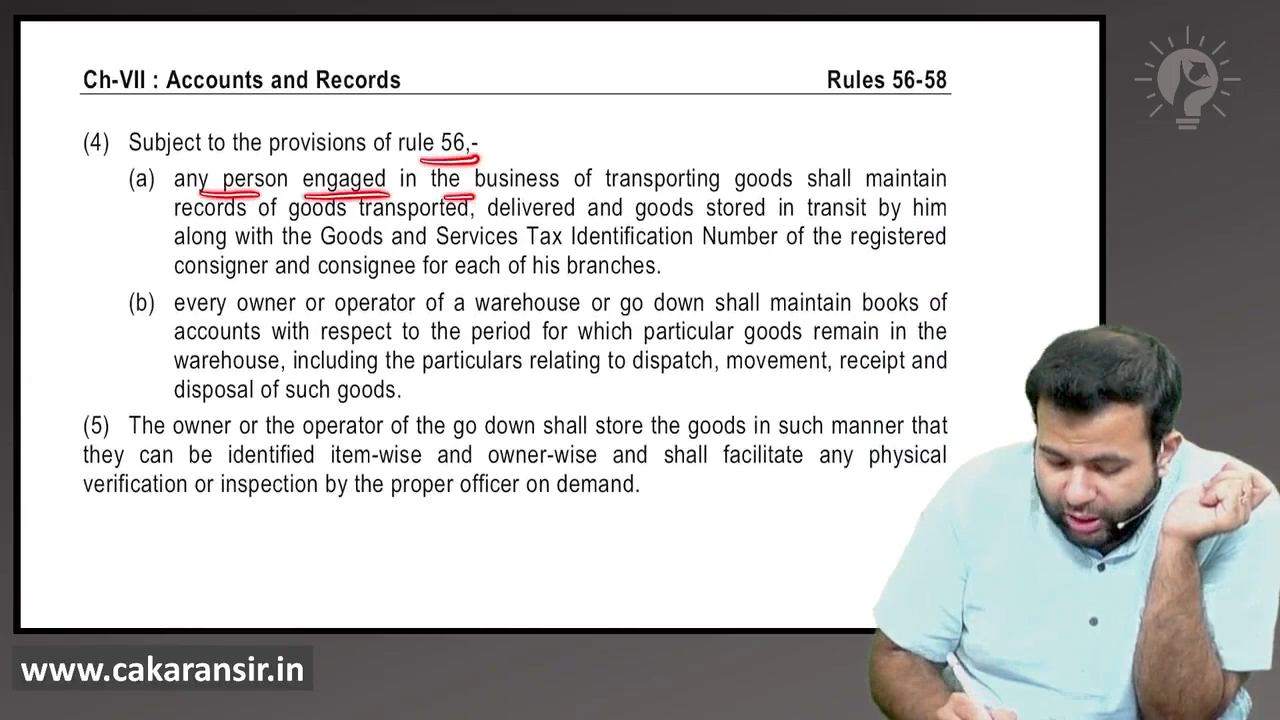 Ch-VII : Accounts and Records Rules 56-58
(4) Subject to the provisions of rule 56,-
(a) any person engaged in the business of transporting goods shall maintain
records of goods transported, delivered and goods stored in transit by him
along with the Goods and Services Tax Identification Number of the registered
consigner and consignee for each of his branches.
(b) every owner or operator of a warehouse or go down shall maintain books of
accounts with respect to the period for which particular goods remain in the
warehouse, including the particulars relating to dispatch, movement, receipt and
disposal of such goods.
(5) The owner or the operator of the go down shall store the goods in such manner that
they can be identified item-wise and owner-wise and shall facilitate any physical
verification or inspection by the proper officer on demand.
www.cakaransir.in